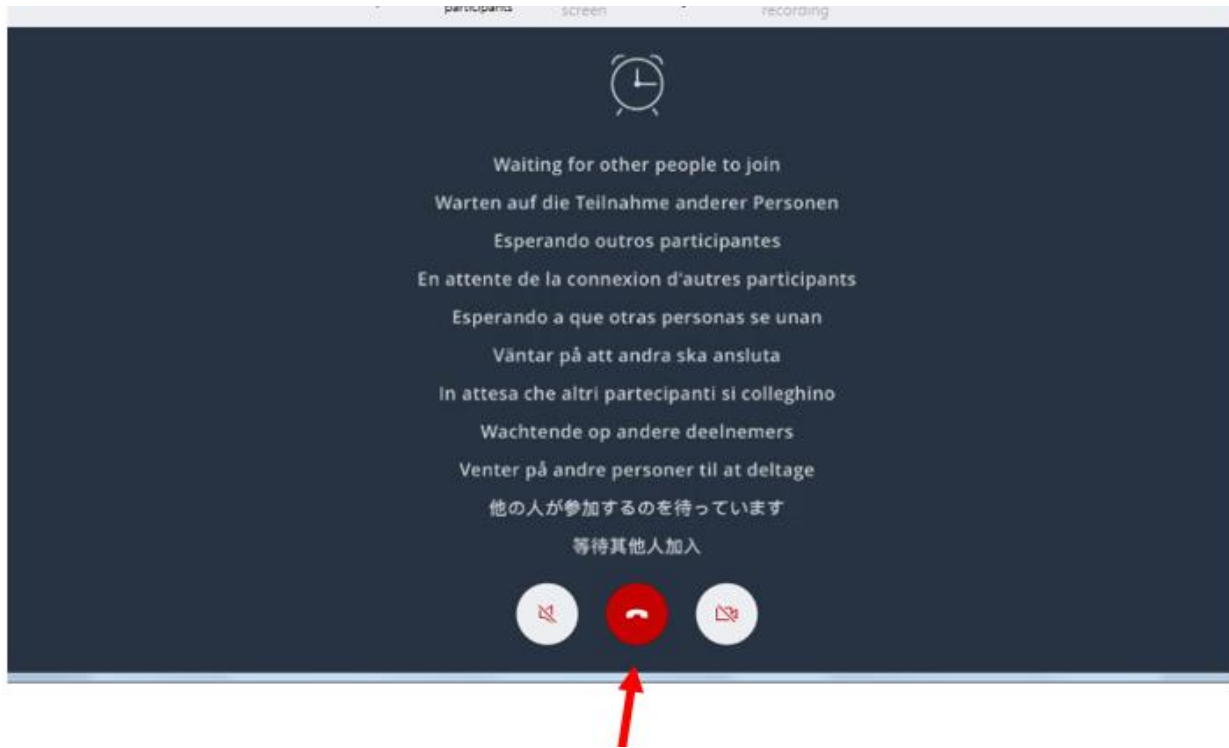 participants screen recording
Waiting for other people to join
Warten auf die Teilnahme anderer Personen
Esperando outros participantes
En attente de la connexion d'autres participants
Esperando a que otras personas se unan
Väntar på att andra ska ansluta
In attesa che altri partecipanti si colleghino
Wachtende op andere deelnemers
Venter på andre personer til at deltage
他の人が参加するのを待っています
等待其他人加入